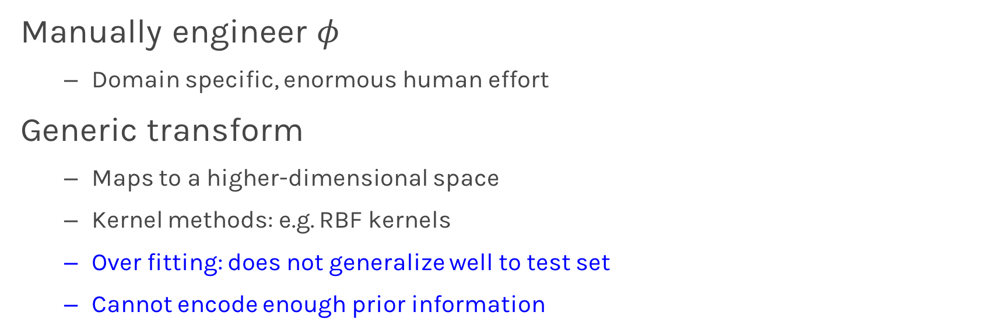 Manually engineer ϕ
– Domain specific, enormous human effort
Generic transform
– Maps to a higher-dimensional space
– Kernel methods: e.g. RBF kernels
– Over fitting: does not generalize well to test set
– Cannot encode enough prior information